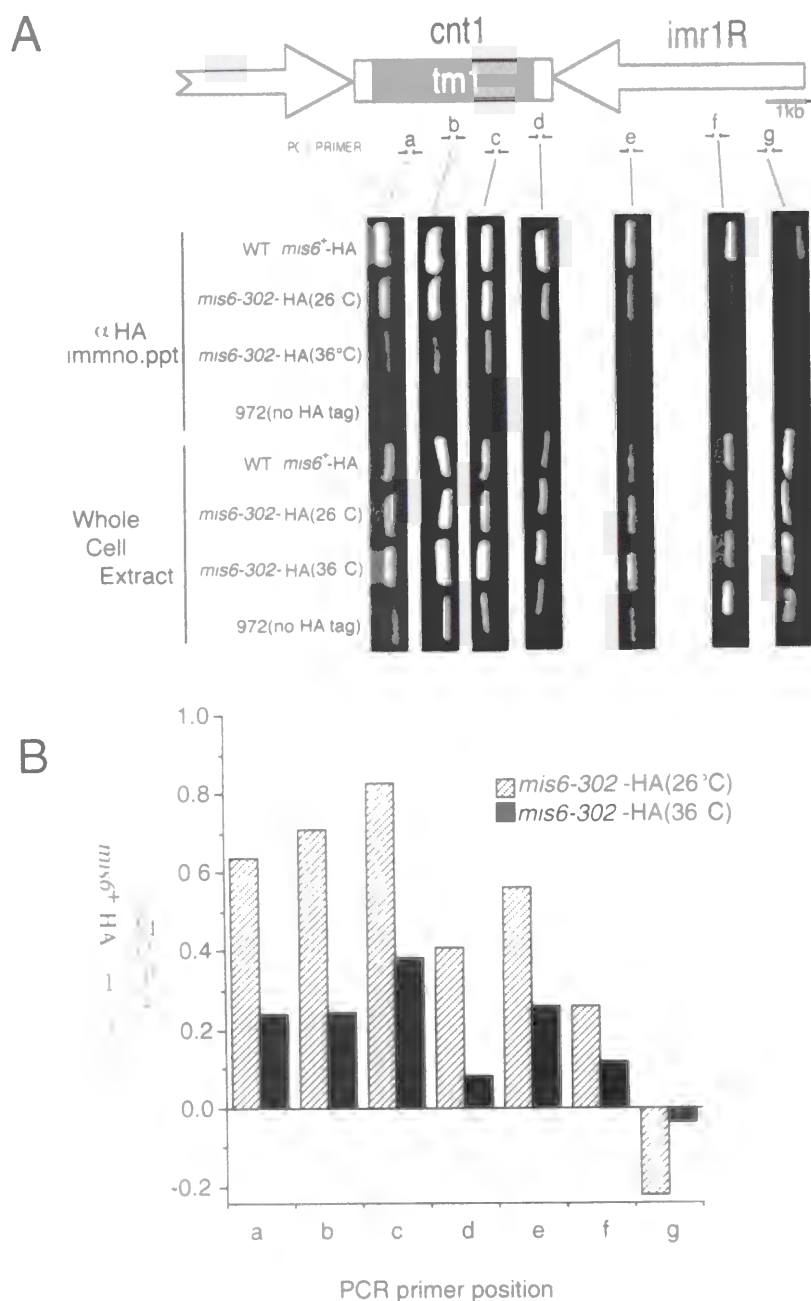 A
cnt1
imr1R
tm1
1kb
PRIMER
a b c d e f g
WT mis6+-HA
mis6-302-HA(26 C)
αHA
immno.ppt
mis6-302-HA(36°C)
972(no HA tag)
WT mis6+-HA
mis6-302-HA(26 C)
Whole
Cell
Extract
mis6-302-HA(36 C)
972(no HA tag)
B
1.0
0.8
0.6
0 4
0.2
0.0
-0.2
mis6-302-HA(26°C)
mis6-302-HA(36 C)
mis6+ HA
a b c d e f g
PCR primer position